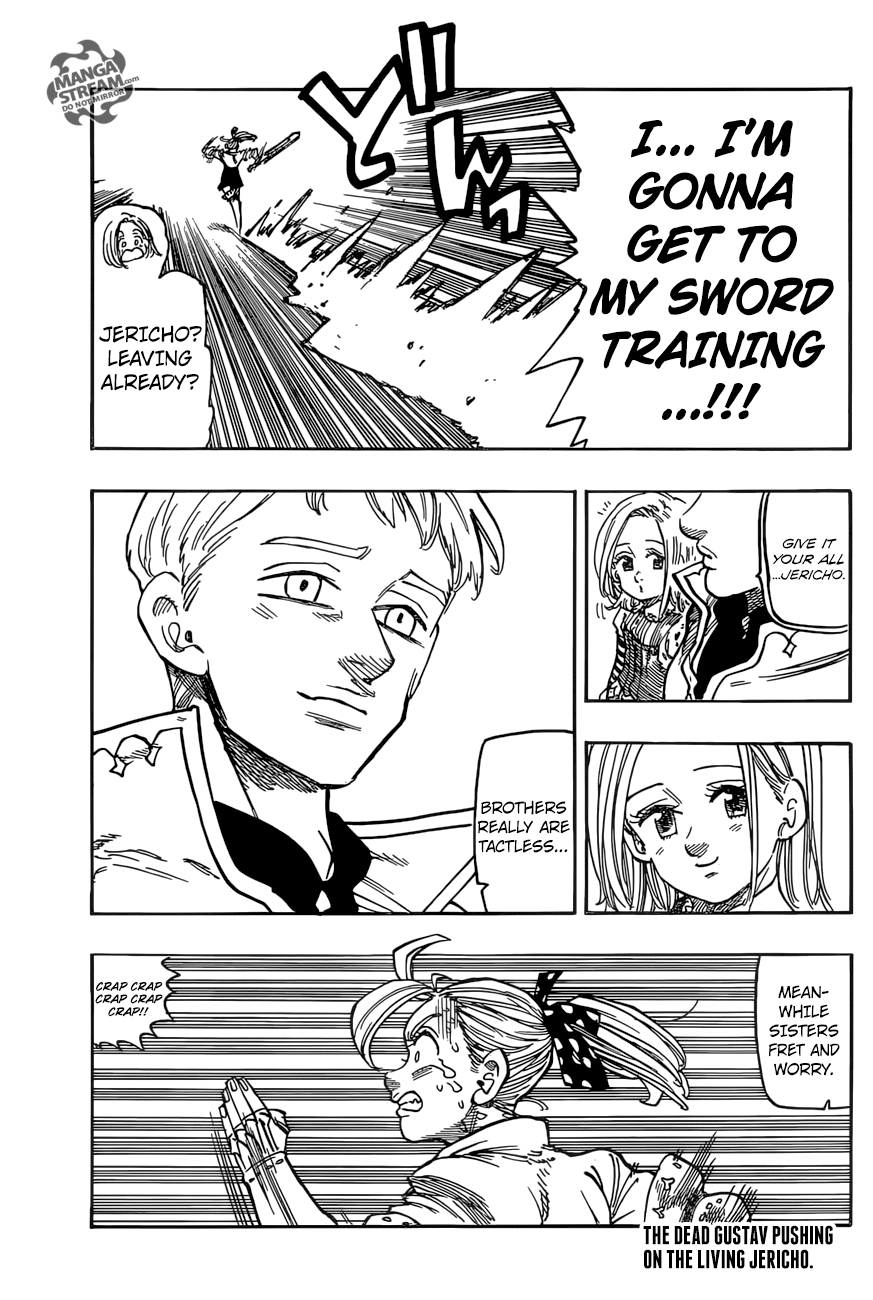 MANGA
STREAM.com
DO NOT MIRROR
I... I'M
GONNA
GET TO
MY SWORD
TRAINING
...!!!
JERICHO?
LEAVING
ALREADY?
GIVE IT
YOUR ALL
...JERICHO.
BROTHERS
REALLY ARE
TACTLESS...
MEAN-
WHILE
SISTERS
FRET AND
WORRY.
CRAP CRAP
CRAP CRAP
CRAP!!
THE DEAD GUSTAV PUSHING
ON THE LIVING JERICHO.